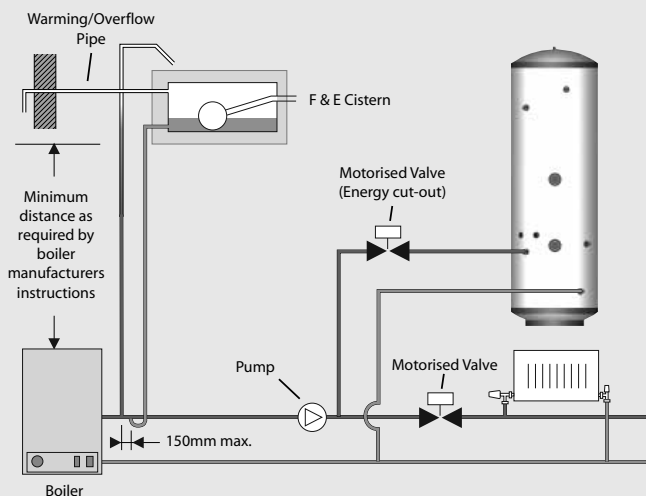 Warming/Overflow
Pipe
F & E Cistern
Motorised Valve
(Energy cut-out)
Minimum
distance as
required by
boiler
manufacturers
instructions
Pump
Motorised Valve
150mm max.
Boiler